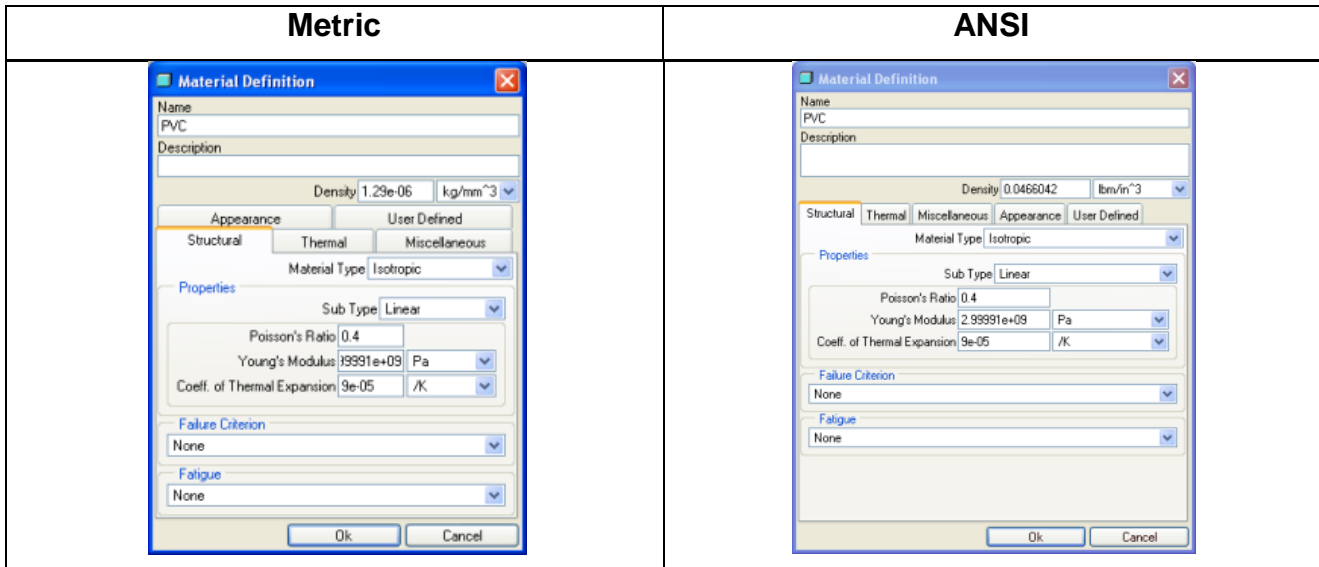 Metric
ANSI
Material Definition
Name
PVC
Description
Density 1.29e-06 kg/mm^3
Appearance User Defined
Structural Thermal Miscellaneous
Material Type Isotropic
Properties
Sub Type Linear
Poisson's Ratio 0.4
Young's Modulus 99991e+09 Pa
Coeff. of Thermal Expansion 9e-05 /K
Failure Criterion
None
Fatigue
None
Ok Cancel
Material Definition
Name
PVC
Description
Density 0.0466042 lbm/in^3
Structural Thermal Miscellaneous Appearance User Defined
Material Type Isotropic
Properties
Sub Type Linear
Poisson's Ratio 0.4
Young's Modulus 2.99991e+09 Pa
Coeff. of Thermal Expansion 9e-05 /K
Failure Criterion
None
Fatigue
None
Ok Cancel